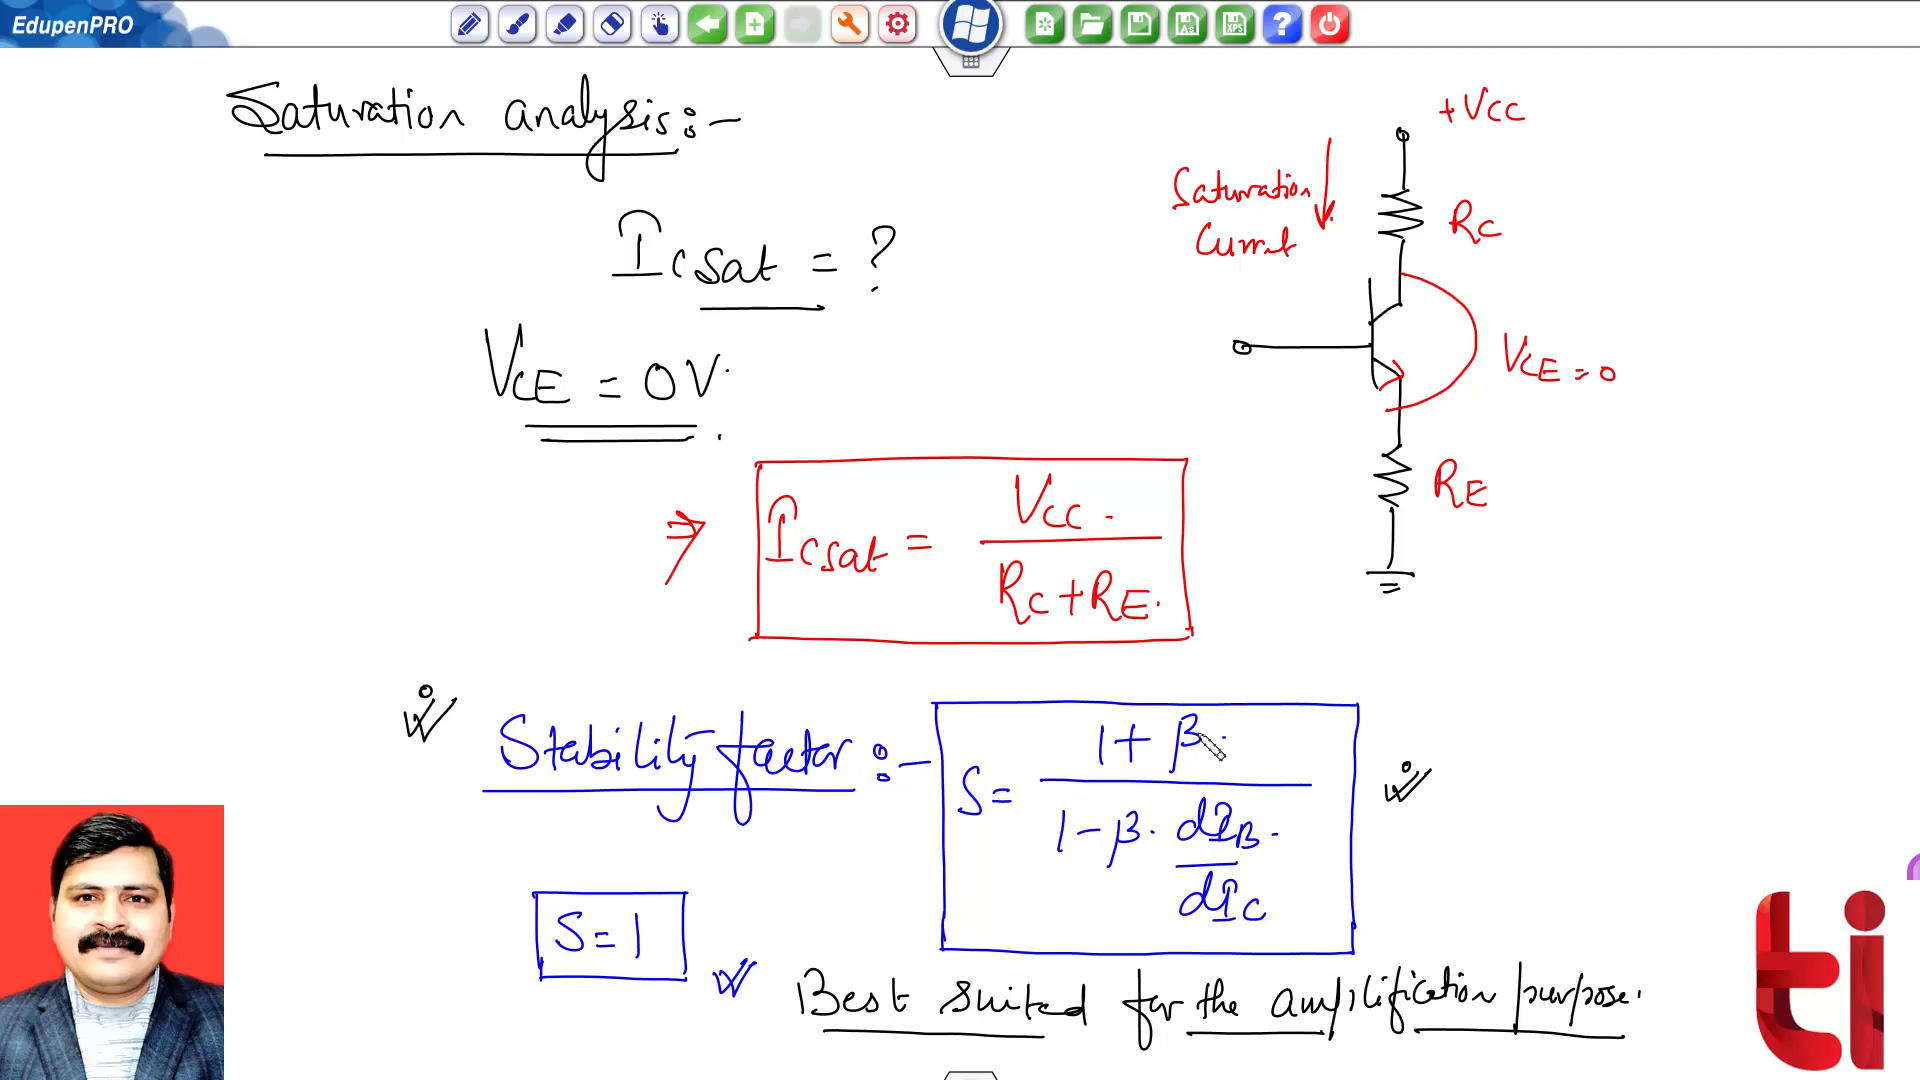 EdupenPRO
Saturation analysis:-
+VCC
Saturation
Current
RC
ICsat = ?
VCE = 0V.
VCE = 0
⇒ ICsat = VCC. / RC + RE.
RE
Stability factor :-
S = 1 + β. / 1 - β. dIB. / dIC
S = 1
Best suited for the amplification purpose.
ti